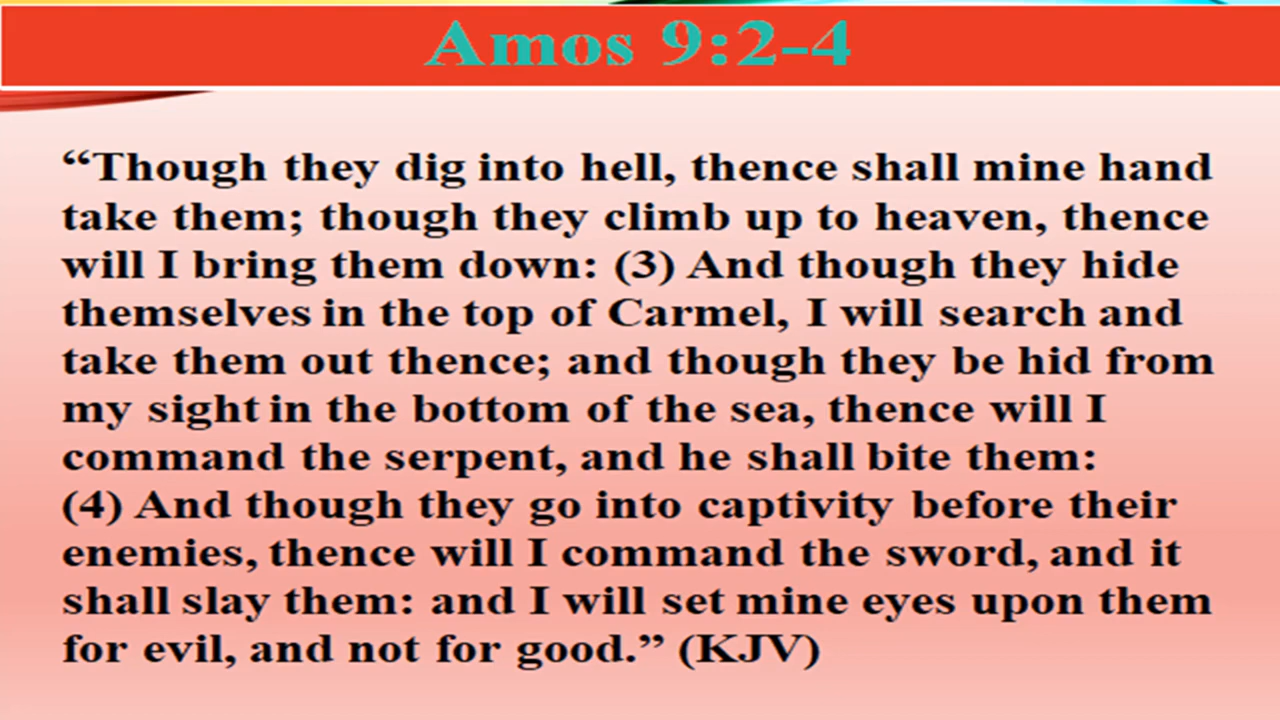 Amos 9:2-4
“Though they dig into hell, thence shall mine hand
take them; though they climb up to heaven, thence
will I bring them down: (3) And though they hide
themselves in the top of Carmel, I will search and
take them out thence; and though they be hid from
my sight in the bottom of the sea, thence will I
command the serpent, and he shall bite them:
(4) And though they go into captivity before their
enemies, thence will I command the sword, and it
shall slay them: and I will set mine eyes upon them
for evil, and not for good.” (KJV)